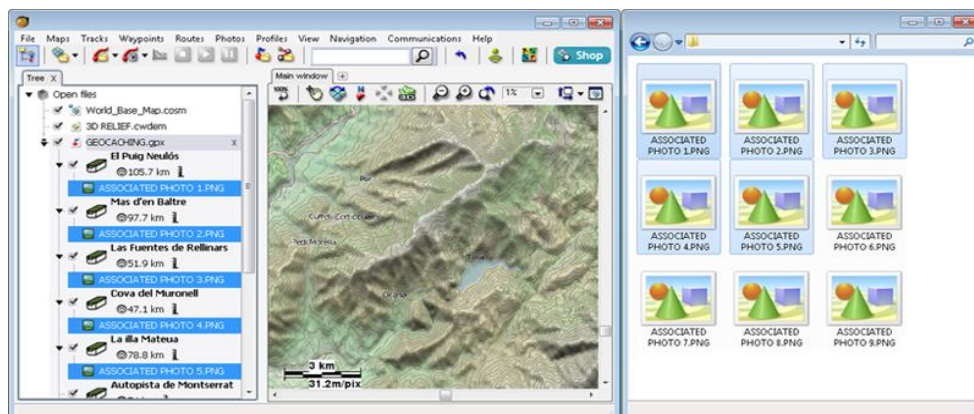 File Maps Tracks Waypoints Routes Photos Profiles View Navigation Communications Help
Shop
Tree X
Open files
World_Base_Map.cosm
3D RELIEF.cwdem
GEOCACHING.gpx x
El Puig Neulós
105.7 km
ASSOCIATED PHOTO 1.PNG
Mas d'en Baltre
97.7 km
ASSOCIATED PHOTO 2.PNG
Las Fuentes de Rellinars
51.9 km
ASSOCIATED PHOTO 3.PNG
Cova del Muronell
47.1 km
ASSOCIATED PHOTO 4.PNG
La illa Mateua
78.8 km
ASSOCIATED PHOTO 5.PNG
Autopista de Montserrat
Main window
100%
1%
3 km
31.2m/pix
ASSOCIATED
PHOTO 1.PNG
ASSOCIATED
PHOTO 2.PNG
ASSOCIATED
PHOTO 3.PNG
ASSOCIATED
PHOTO 4.PNG
ASSOCIATED
PHOTO 5.PNG
ASSOCIATED
PHOTO 6.PNG
ASSOCIATED
PHOTO 7.PNG
ASSOCIATED
PHOTO 8.PNG
ASSOCIATED
PHOTO 9.PNG